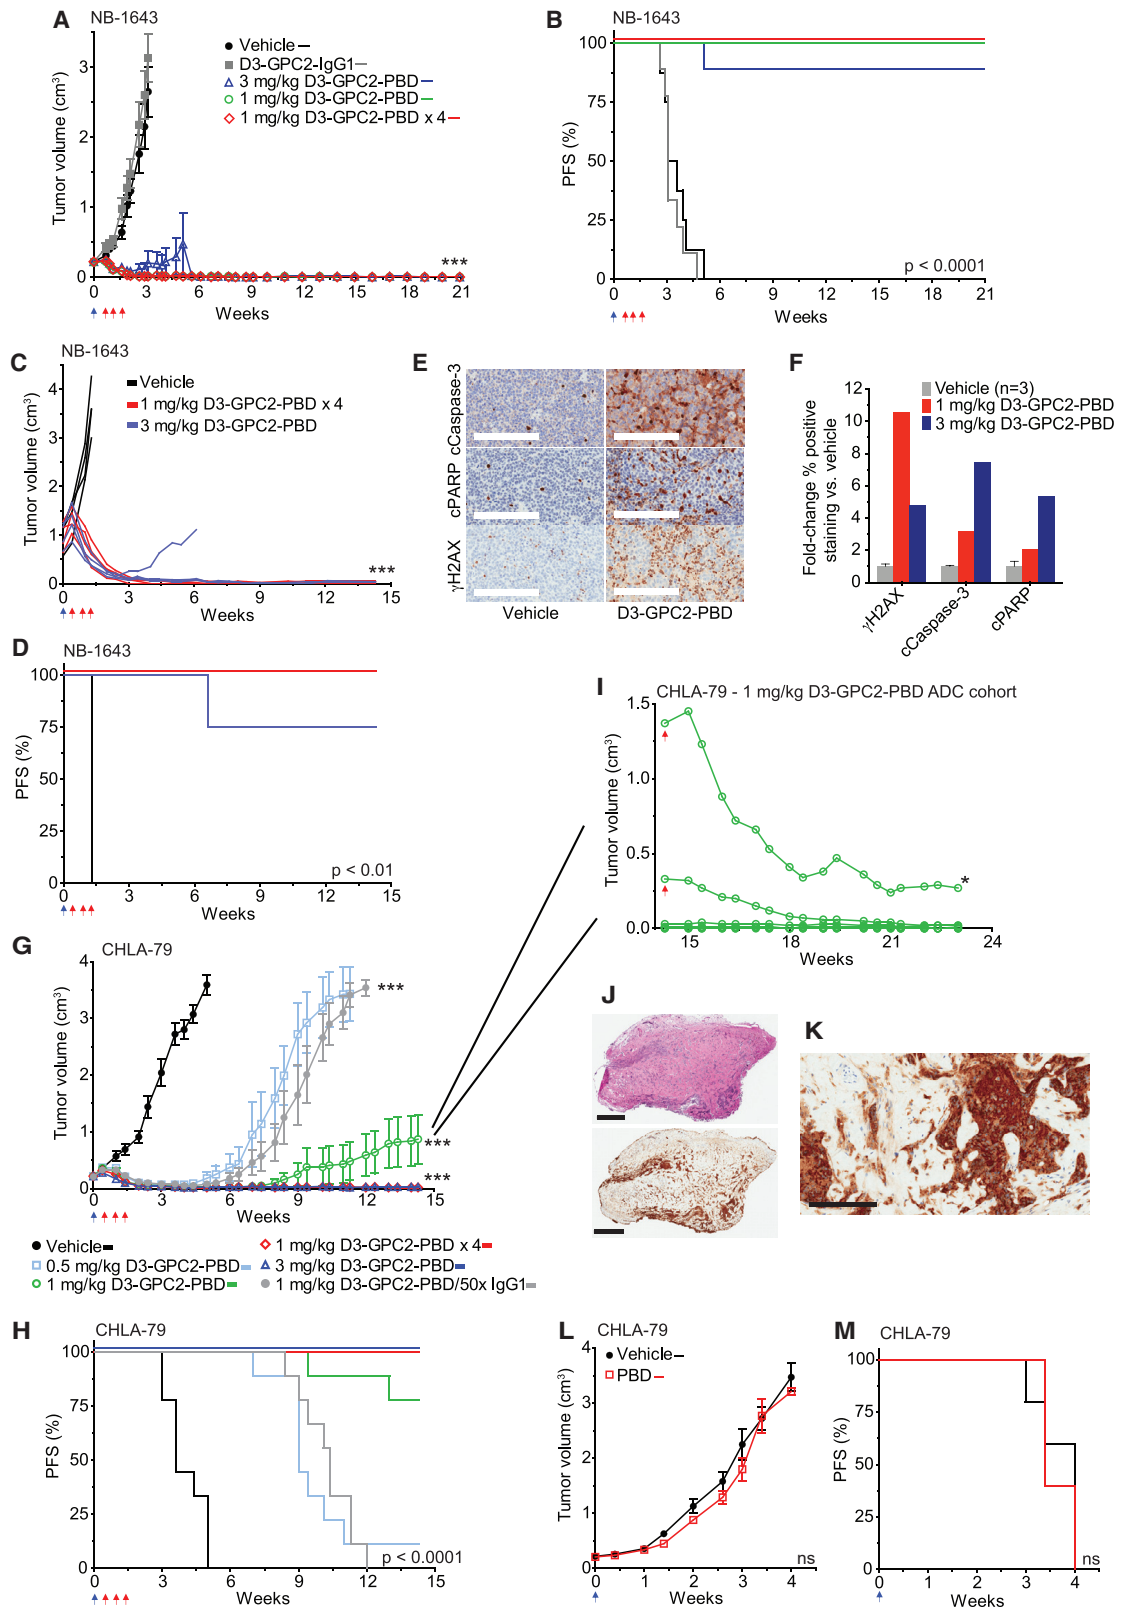 A
NB-1643
Tumor volume (cm³)
3
2
1
0
Vehicle
D3-GPC2-IgG1
3 mg/kg D3-GPC2-PBD
1 mg/kg D3-GPC2-PBD
1 mg/kg D3-GPC2-PBD x 4
***
0 3 6 9 12 15 18 21
Weeks
B
NB-1643
PFS (%)
100
75
50
25
0
p < 0.0001
0 3 6 9 12 15 18 21
Weeks
C
NB-1643
Tumor volume (cm³)
4
3
2
1
0
Vehicle
1 mg/kg D3-GPC2-PBD x 4
3 mg/kg D3-GPC2-PBD
***
0 3 6 9 12 15
Weeks
E
cCaspase-3
cPARP
γH2AX
Vehicle
D3-GPC2-PBD
F
Fold-change % positive
staining vs. vehicle
12
10
8
6
4
2
0
Vehicle (n=3)
1 mg/kg D3-GPC2-PBD
3 mg/kg D3-GPC2-PBD
γH2AX
cCaspase-3
cPARP
D
NB-1643
PFS (%)
100
75
50
25
0
p < 0.01
0 3 6 9 12 15
Weeks
I
CHLA-79 - 1 mg/kg D3-GPC2-PBD ADC cohort
Tumor volume (cm³)
1.5
1.0
0.5
0.0
*
15 18 21 24
Weeks
G
CHLA-79
Tumor volume (cm³)
4
3
2
1
0
***
***
***
0 3 6 9 12 15
Weeks
Vehicle
0.5 mg/kg D3-GPC2-PBD
1 mg/kg D3-GPC2-PBD
1 mg/kg D3-GPC2-PBD x 4
3 mg/kg D3-GPC2-PBD
1 mg/kg D3-GPC2-PBD/50x IgG1
J
K
H
CHLA-79
PFS (%)
100
75
50
25
0
p < 0.0001
0 3 6 9 12 15
Weeks
L
CHLA-79
Tumor volume (cm³)
4
3
2
1
0
Vehicle
PBD
ns
0 1 2 3 4
Weeks
M
CHLA-79
PFS (%)
100
75
50
25
0
ns
0 1 2 3 4
Weeks